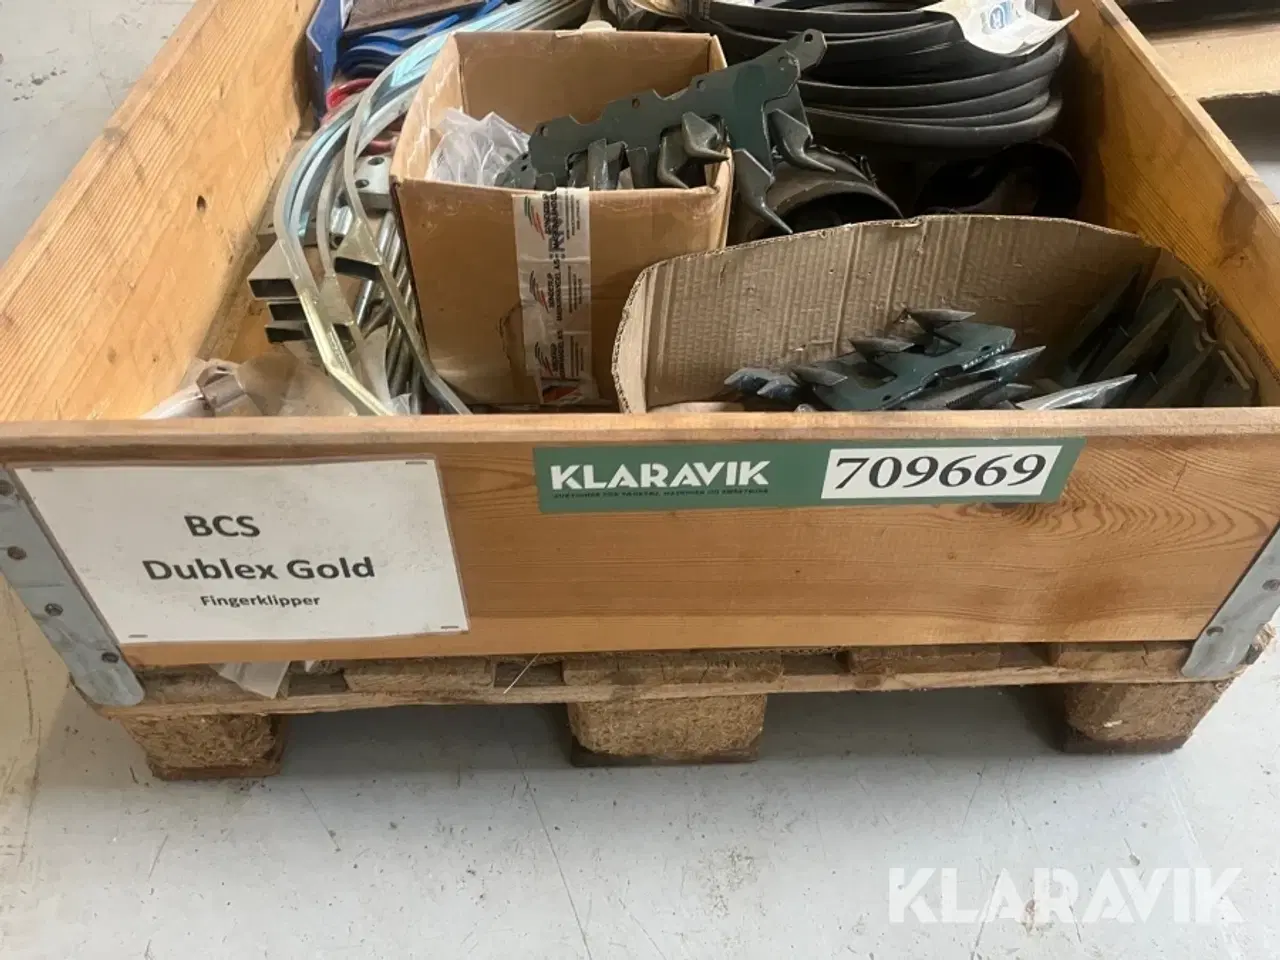 KLARAVIK
709669
BCS
Dublex Gold
Fingerklipper
KLARAVIK